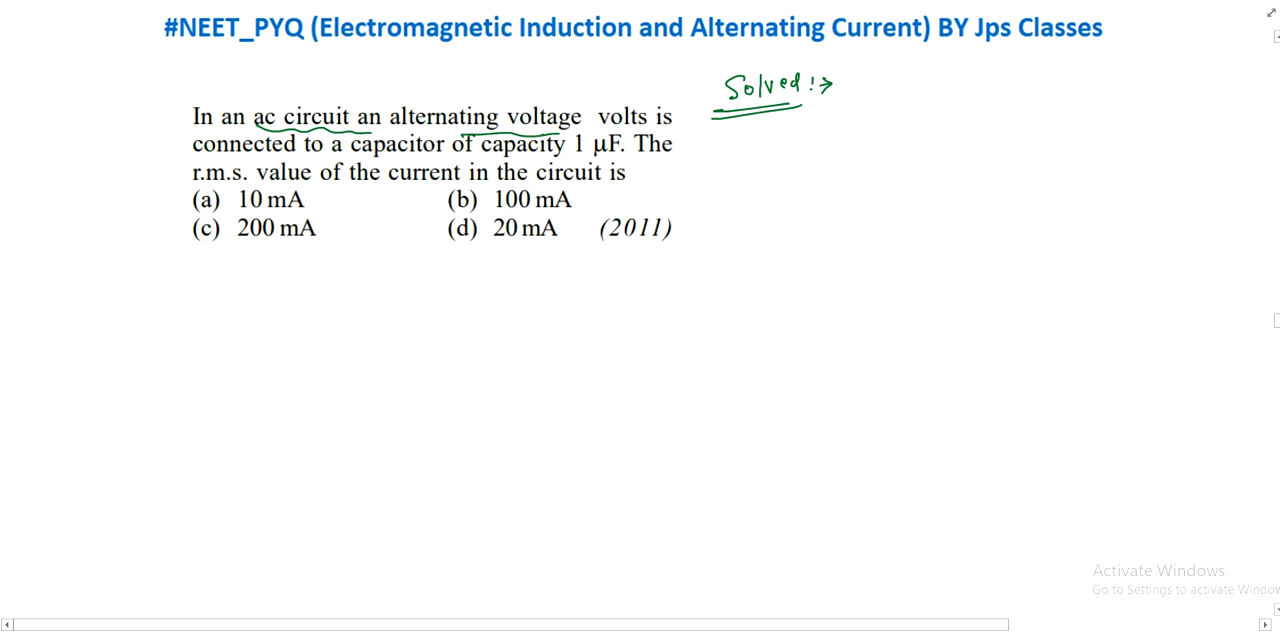 #NEET_PYQ (Electromagnetic Induction and Alternating Current) BY Jps Classes
Solved :→
In an ac circuit an alternating voltage volts is
connected to a capacitor of capacity 1 μF. The
r.m.s. value of the current in the circuit is
(a) 10 mA (b) 100 mA
(c) 200 mA (d) 20 mA (2011)
Activate Windows
Go to Settings to activate Window